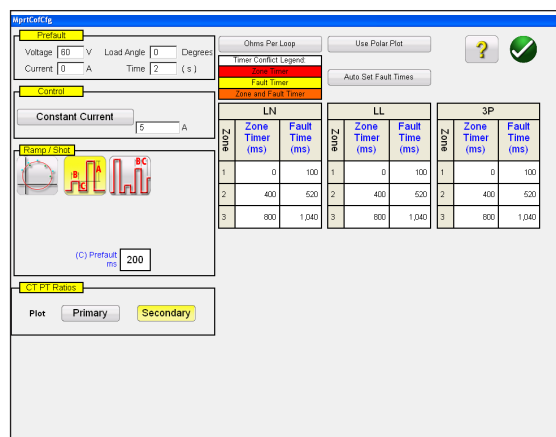 MprtCofCfg
Prefault
Voltage 60 V Load Angle 0 Degrees
Current 0 A Time 2 ( s )
Control
Constant Current 5 A
Ramp / Shot
B C A
BC
(C) Prefault ms 200
CT PT Ratios
Plot Primary Secondary
Ohms Per Loop
Use Polar Plot
?
Timer Conflict Legend:
Zone Timer
Fault Timer
Zone and Fault Timer
Auto Set Fault Times
LN LL 3P
Zone Zone Timer (ms) Fault Time (ms) Zone Zone Timer (ms) Fault Time (ms) Zone Zone Timer (ms) Fault Time (ms)
1 0 100 1 0 100 1 0 100
2 400 520 2 400 520 2 400 520
3 800 1,040 3 800 1,040 3 800 1,040